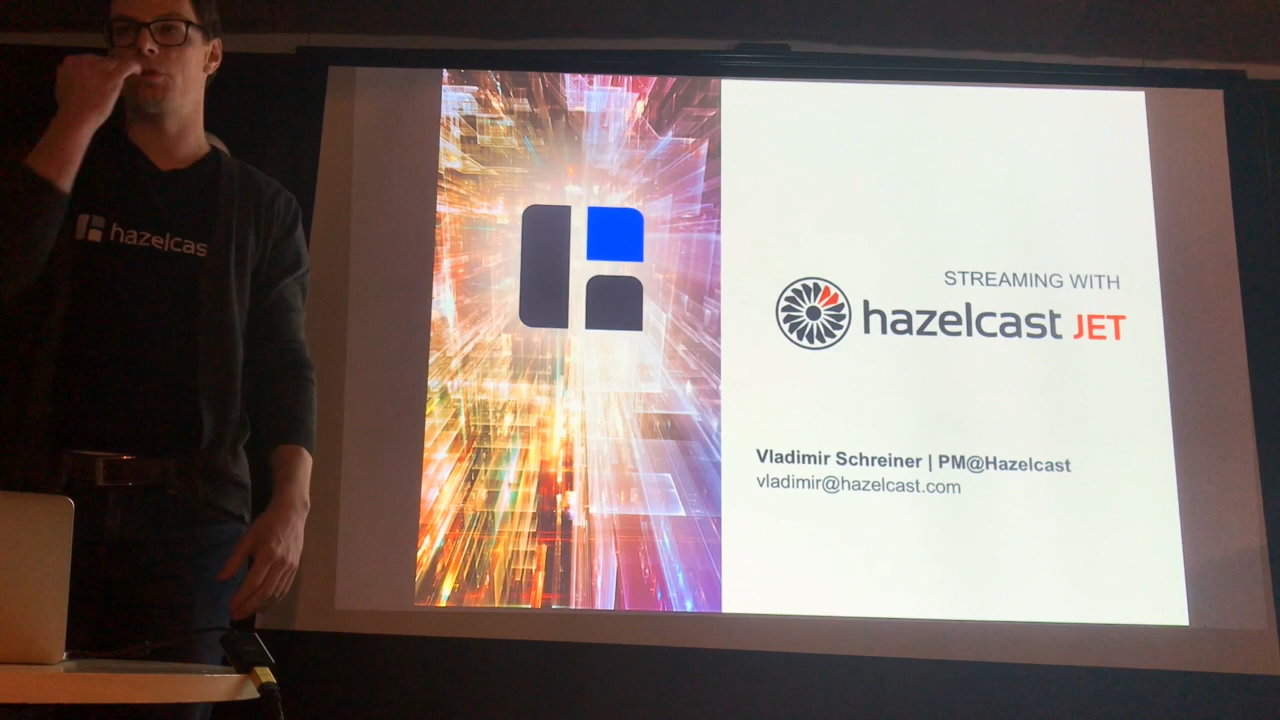 hazelcas
STREAMING WITH
hazelcast JET
Vladimir Schreiner | PM@Hazelcast
vladimir@hazelcast.com